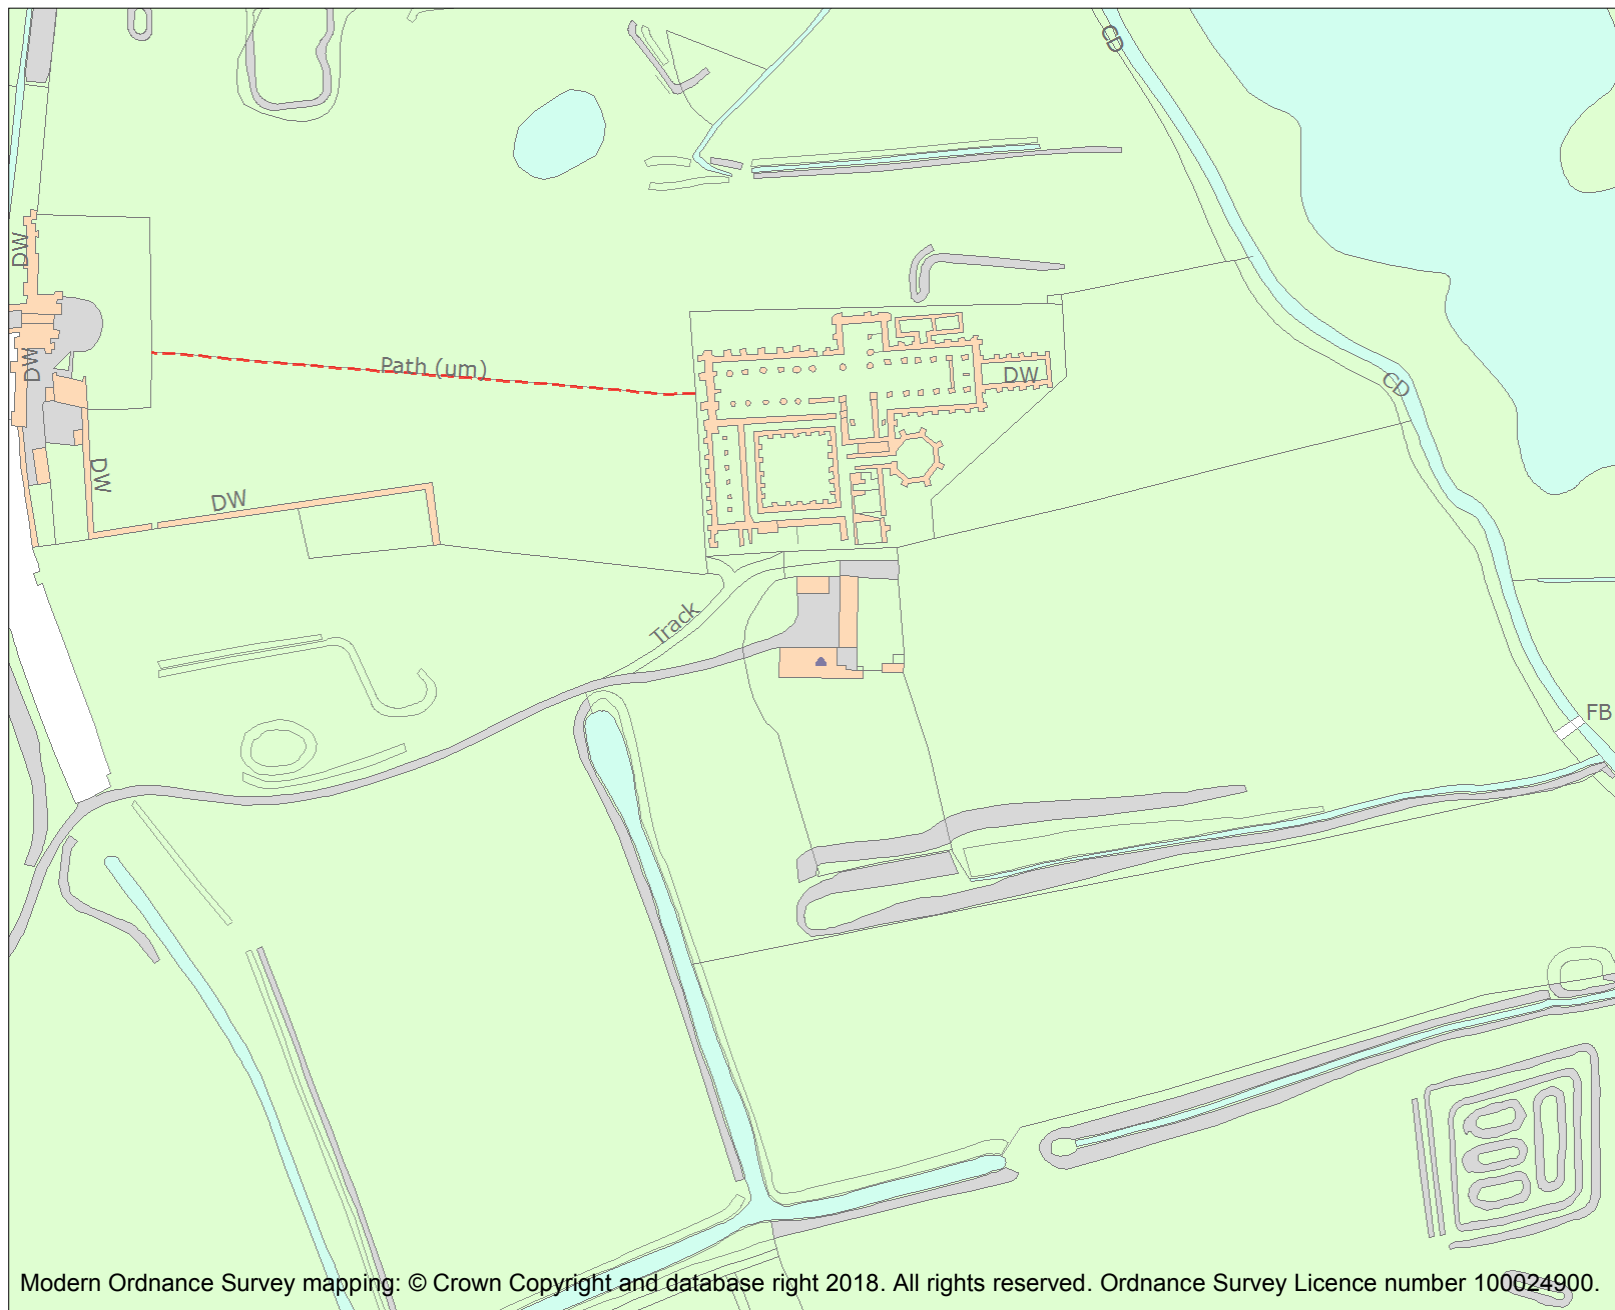 CD
DW
DW
Path (um)
DW
CD
DW
DW
Track
FB
Modern Ordnance Survey mapping: © Crown Copyright and database right 2018. All rights reserved. Ordnance Survey Licence number 100024900.